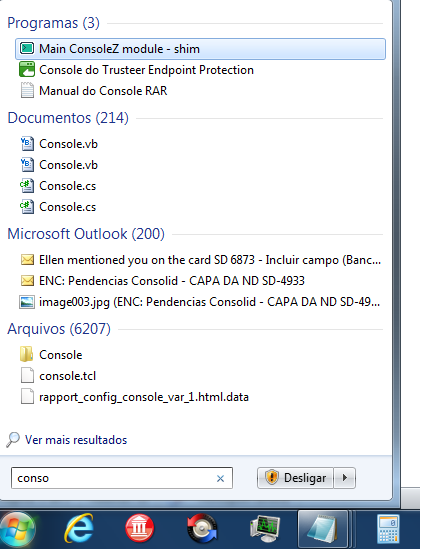 Programas (3)
Main ConsoleZ module - shim
Console do Trusteer Endpoint Protection
Manual do Console RAR
Documentos (214)
Console.vb
Console.vb
Console.cs
Console.cs
Microsoft Outlook (200)
Ellen mentioned you on the card SD 6873 - Incluir campo (Banc...
ENC: Pendencias Consolid - CAPA DA ND SD-4933
image003.jpg (ENC: Pendencias Consolid - CAPA DA ND SD-49...
Arquivos (6207)
Console
console.tcl
rapport_config_console_var_1.html.data
Ver mais resultados
conso
Desligar